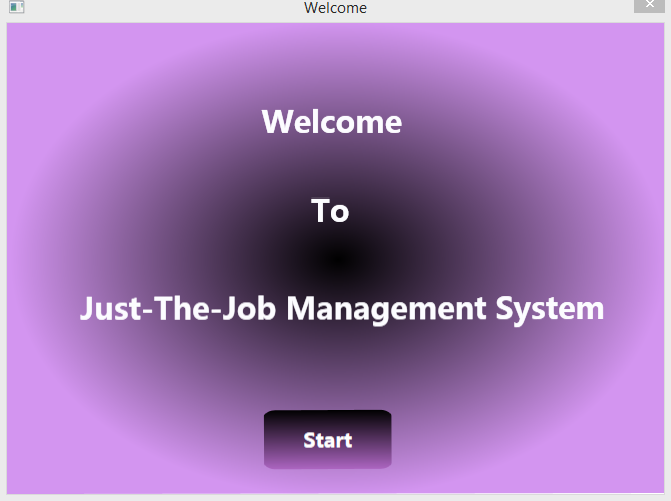 Welcome
Welcome
To
Just-The-Job Management System
Start